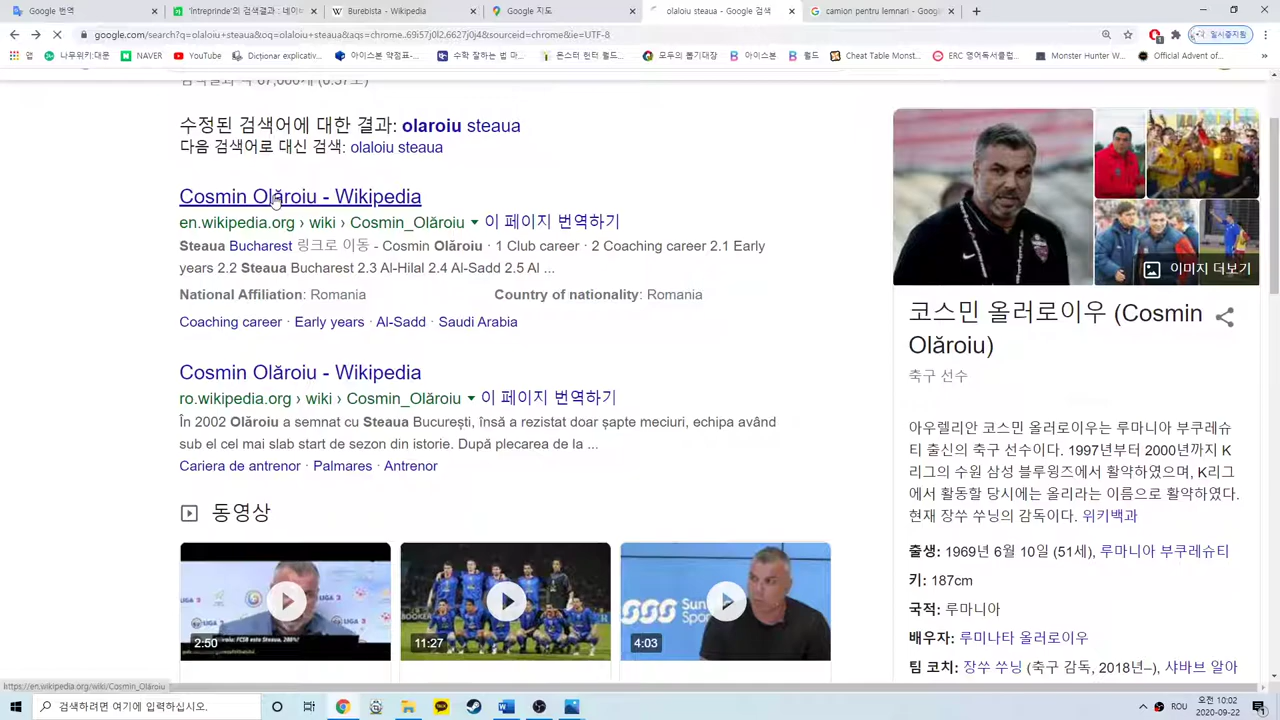 Google 번역
'întreprinde'의 검색결과 : 네이버
Burebista - Wikipedia
Google 지도
olaloiu steaua - Google 검색
camion pentru lemnari - Google
google.com/search?q=olaloiu+steaua&oq=olaloiu+steaua&aqs=chrome..69i57j0l2.6404j0j4&sourceid=chrome&ie=UTF-8
일시중지됨
앱
나무위키:대문
NAVER
YouTube
Dicționar explicativ...
아이스본 약점표-...
수학 잘하는 법 마...
몬스터 헌터 월드:...
모두의 뽑기대장
아이스본
월드
Cheat Table Monst...
ERC 영어독서클럽...
Monster Hunter W...
Official Advent of...
수정된 검색어에 대한 결과: olaroiu steaua
다음 검색어로 대신 검색: olaloiu steaua
Cosmin Olăroiu - Wikipedia
en.wikipedia.org › wiki › Cosmin_Olăroiu 이 페이지 번역하기
Steaua Bucharest 링크로 이동 - Cosmin Olăroiu · 1 Club career · 2 Coaching career 2.1 Early
years 2.2 Steaua Bucharest 2.3 Al-Hilal 2.4 Al-Sadd 2.5 Al ...
National Affiliation: Romania
Country of nationality: Romania
Coaching career · Early years · Al-Sadd · Saudi Arabia
Cosmin Olăroiu - Wikipedia
ro.wikipedia.org › wiki › Cosmin_Olăroiu 이 페이지 번역하기
În 2002 Olăroiu a semnat cu Steaua București, însă a rezistat doar șapte meciuri, echipa având
sub el cel mai slab start de sezon din istorie. După plecarea de la ...
Cariera de antrenor · Palmares · Antrenor
동영상
2:50
11:27
4:03
이미지 더보기
코스민 올러로이우 (Cosmin
Olăroiu)
축구 선수
아우렐리안 코스민 올러로이우는 루마니아 부쿠레슈
티 출신의 축구 선수이다. 1997년부터 2000년까지 K
리그의 수원 삼성 블루윙즈에서 활약하였으며, K리그
에서 활동할 당시에는 올리라는 이름으로 활약하였다.
현재 장쑤 쑤닝의 감독이다. 위키백과
출생: 1969년 6월 10일 (51세), 루마니아 부쿠레슈티
키: 187cm
국적: 루마니아
배우자: 루미나타 올러로이우
팀 코치: 장쑤 쑤닝 (축구 감독, 2018년–), 샤바브 알아
https://en.wikipedia.org/wiki/Cosmin_Olăroiu
검색하려면 여기에 입력하십시오.
TALK
ROU
오전 10:02
2020-09-22